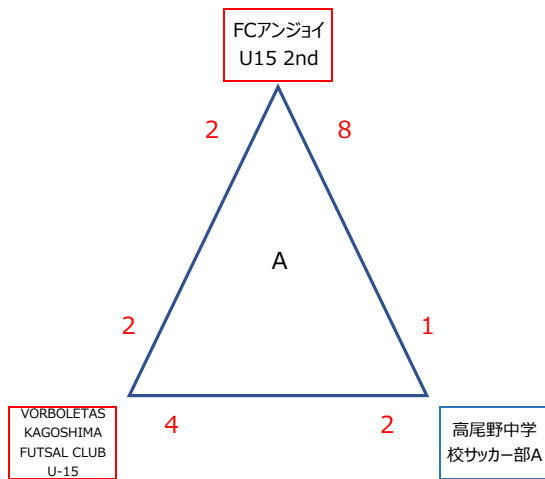 FCアンジョイ
U15 2nd
2
8
A
2
1
VORBOLETAS
KAGOSHIMA
FUTSAL CLUB
U-15
4
2
高尾野中学
校サッカー部A